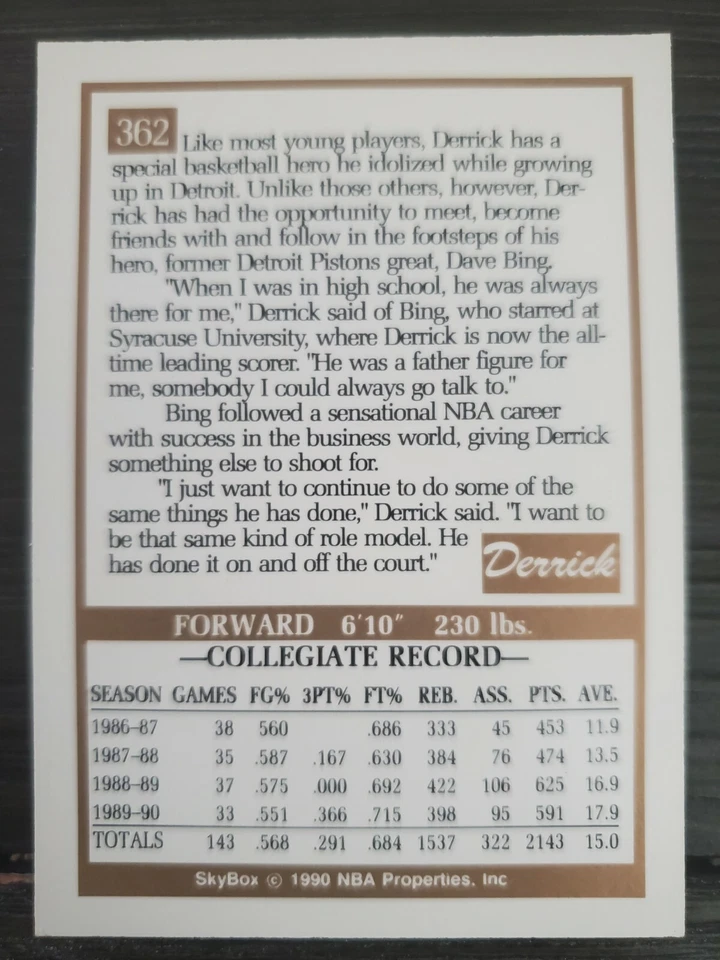 362 Like most young players, Derrick has a
special basketball hero he idolized while growing
up in Detroit. Unlike those others, however, Der-
rick has had the opportunity to meet, become
friends with and follow in the footsteps of his
hero, former Detroit Pistons great, Dave Bing.
"When I was in high school, he was always
there for me," Derrick said of Bing, who starred at
Syracuse University, where Derrick is now the all-
time leading scorer. "He was a father figure for
me, somebody I could always go talk to."
Bing followed a sensational NBA career
with success in the business world, giving Derrick
something else to shoot for.
"I just want to continue to do some of the
same things he has done," Derrick said. "I want to
be that same kind of role model. He
has done it on and off the court."
Derrick
FORWARD 6'10" 230 lbs.
—COLLEGIATE RECORD—
SEASON GAMES FG% 3PT% FT% REB. ASS. PTS. AVE.
1986–87 38 560 .686 333 45 453 11.9
1987–88 35 .587 .167 .630 384 76 474 13.5
1988–89 37 .575 .000 .692 422 106 625 16.9
1989–90 33 .551 .366 .715 398 95 591 17.9
TOTALS 143 .568 .291 .684 1537 322 2143 15.0
SkyBox © 1990 NBA Properties, Inc